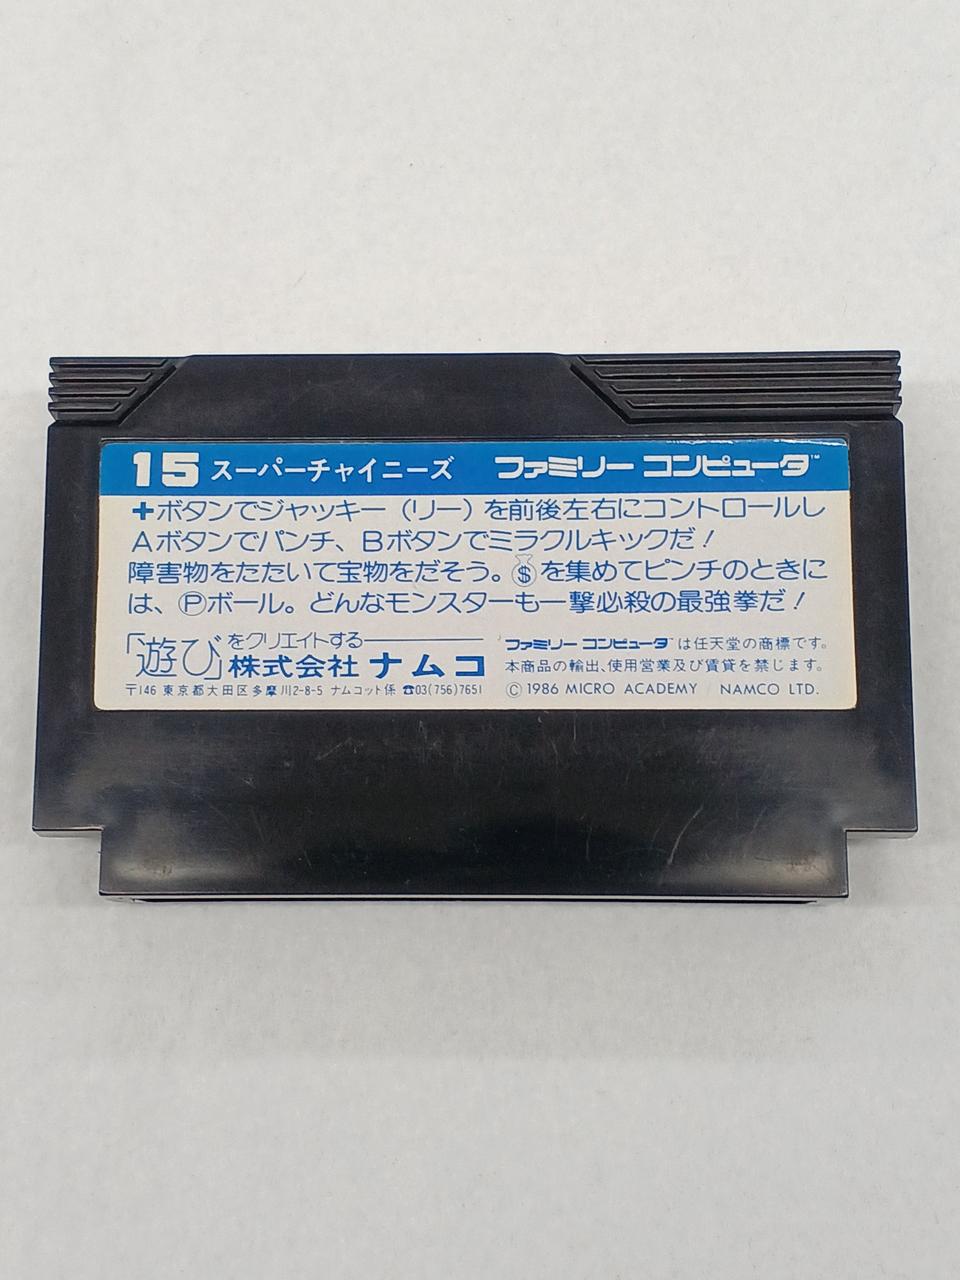 15 スーパーチャイニーズ ファミリー コンピュータ™
+ボタンでジャッキー(リー)を前後左右にコントロールし
Aボタンでパンチ、Bボタンでミラクルキックだ!
障害物をたたいて宝物をだそう。$を集めてピンチのときに
は、Ⓟボール。どんなモンスターも一撃必殺の最強拳だ!
「遊び」をクリエイトする
株式会社 ナムコ
〒146 東京都大田区多摩川2-8-5 ナムコット係 ☎03(756)7651
ファミリー コンピュータ™は任天堂の商標です。
本商品の輸出、使用営業及び賃貸を禁じます。
© 1986 MICRO ACADEMY / NAMCO LTD.